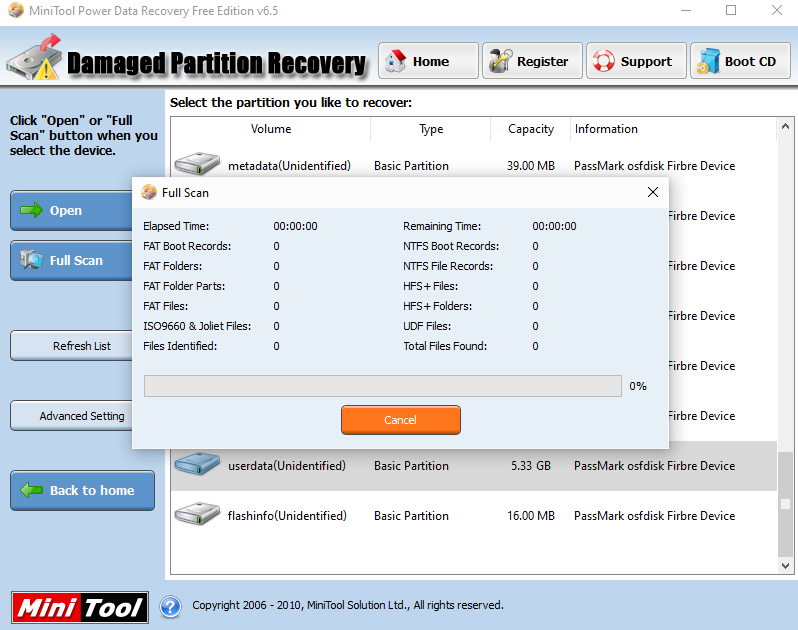 MiniTool Power Data Recovery Free Edition v6.5
Damaged Partition Recovery
Home
Register
Support
Boot CD
Click "Open" or "Full
Scan" button when you
select the device.
Open
Full Scan
Refresh List
Advanced Setting
Back to home
Select the partition you like to recover:
Volume Type Capacity Information
metadata(Unidentified) Basic Partition 39.00 MB PassMark osfdisk Firbre Device
Firbre Device
Firbre Device
Firbre Device
Firbre Device
Firbre Device
Full Scan
Elapsed Time: 00:00:00 Remaining Time: 00:00:00
FAT Boot Records: 0 NTFS Boot Records: 0
FAT Folders: 0 NTFS File Records: 0
FAT Folder Parts: 0 HFS+ Files: 0
FAT Files: 0 HFS+ Folders: 0
ISO9660 & Joliet Files: 0 UDF Files: 0
Files Identified: 0 Total Files Found: 0
0%
Cancel
userdata(Unidentified) Basic Partition 5.33 GB PassMark osfdisk Firbre Device
flashinfo(Unidentified) Basic Partition 16.00 MB PassMark osfdisk Firbre Device
Mini Tool
? Copyright 2006 - 2010, MiniTool Solution Ltd., All rights reserved.